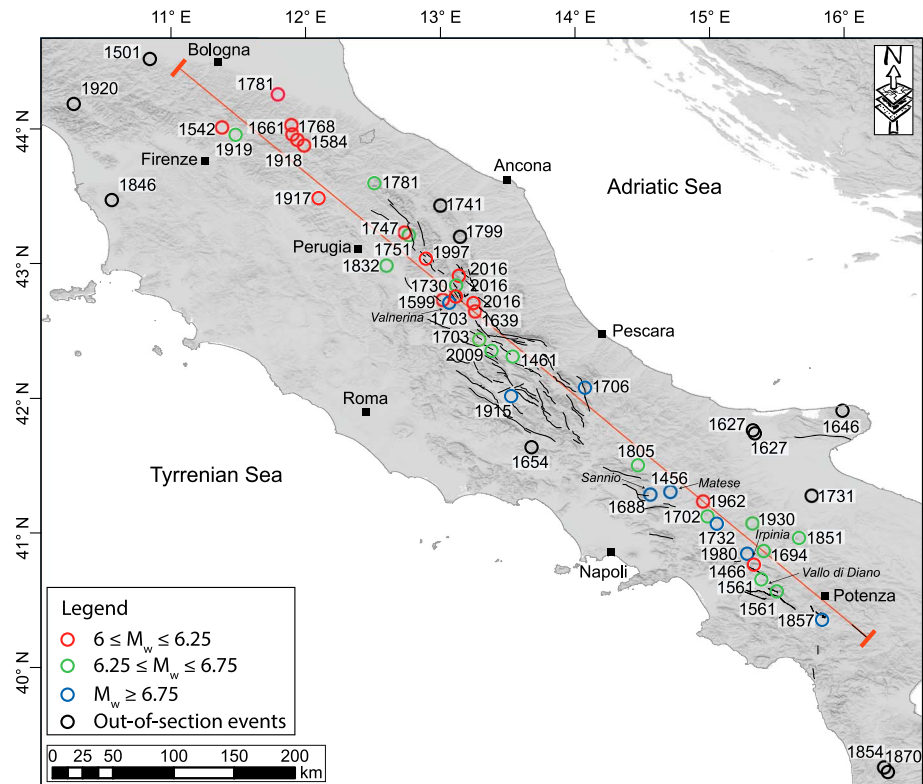 11° E 12° E 13° E 14° E 15° E 16° E
44° N
43° N
42° N
41° N
40° N
N
Bologna
1501
1920
1781
1542
1919
1661
1768
1584
1918
Firenze
1846
1917
1781
Ancona
Adriatic Sea
1741
1799
1747
1751
Perugia
1997
1832
2016
1730
2016
1599
2016
Valnerina
1703
1639
Pescara
1703
2009
1461
1706
Roma
1915
1654
1627
1627
1646
Tyrrenian Sea
1805
1456
Sannio
Matese
1688
1962
1731
1702
1930
1732
Irpinia
1851
1980
1694
Napoli
1466
Vallo di Diano
1561
1561
Potenza
1857
1854
1870
Legend
6 ≤ Mw ≤ 6.25
6.25 ≤ Mw ≤ 6.75
Mw ≥ 6.75
Out-of-section events
0 25 50 100 150 200
km